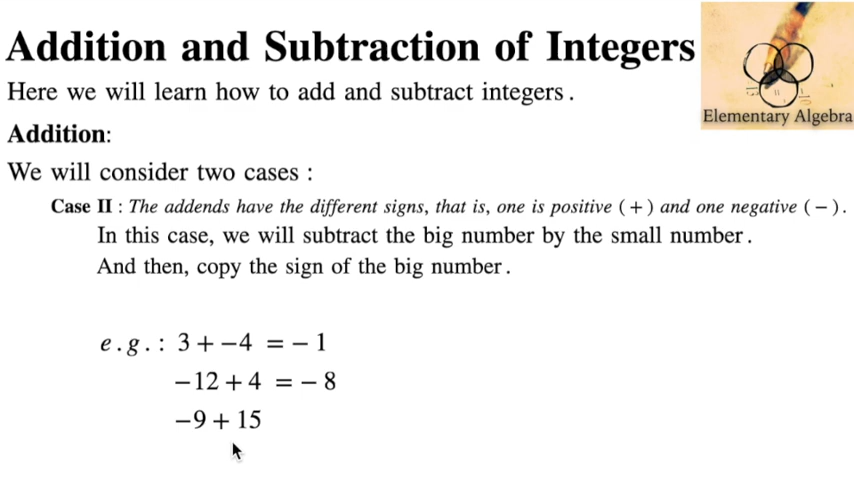 Addition and Subtraction of Integers
Elementary Algebra
Here we will learn how to add and subtract integers .
Addition:
We will consider two cases :
Case II : The addends have the different signs, that is, one is positive ( + ) and one negative ( − ) .
In this case, we will subtract the big number by the small number .
And then, copy the sign of the big number .
e . g . : 3 + −4 = − 1
−12 + 4 = − 8
−9 + 15